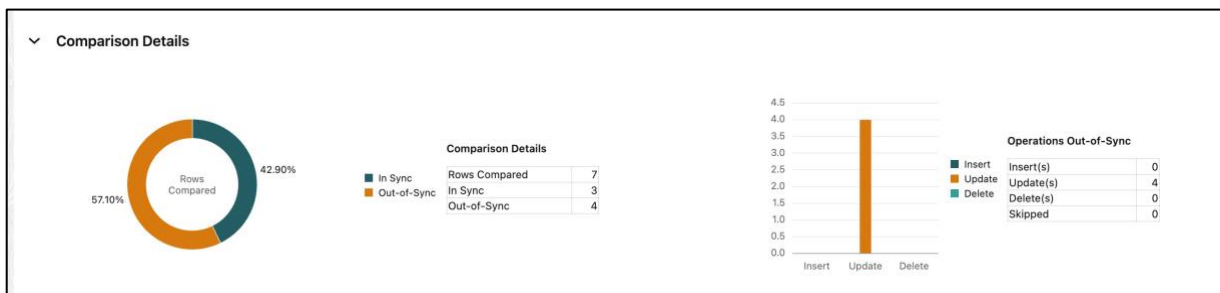 Comparison Details
Rows
Compared
42.90%
57.10%
In Sync
Out-of-Sync
Comparison Details
Rows Compared 7
In Sync 3
Out-of-Sync 4
4.5
4.0
3.5
3.0
2.5
2.0
1.5
1.0
0.5
0.0
Insert Update Delete
Insert
Update
Delete
Operations Out-of-Sync
Insert(s) 0
Update(s) 4
Delete(s) 0
Skipped 0